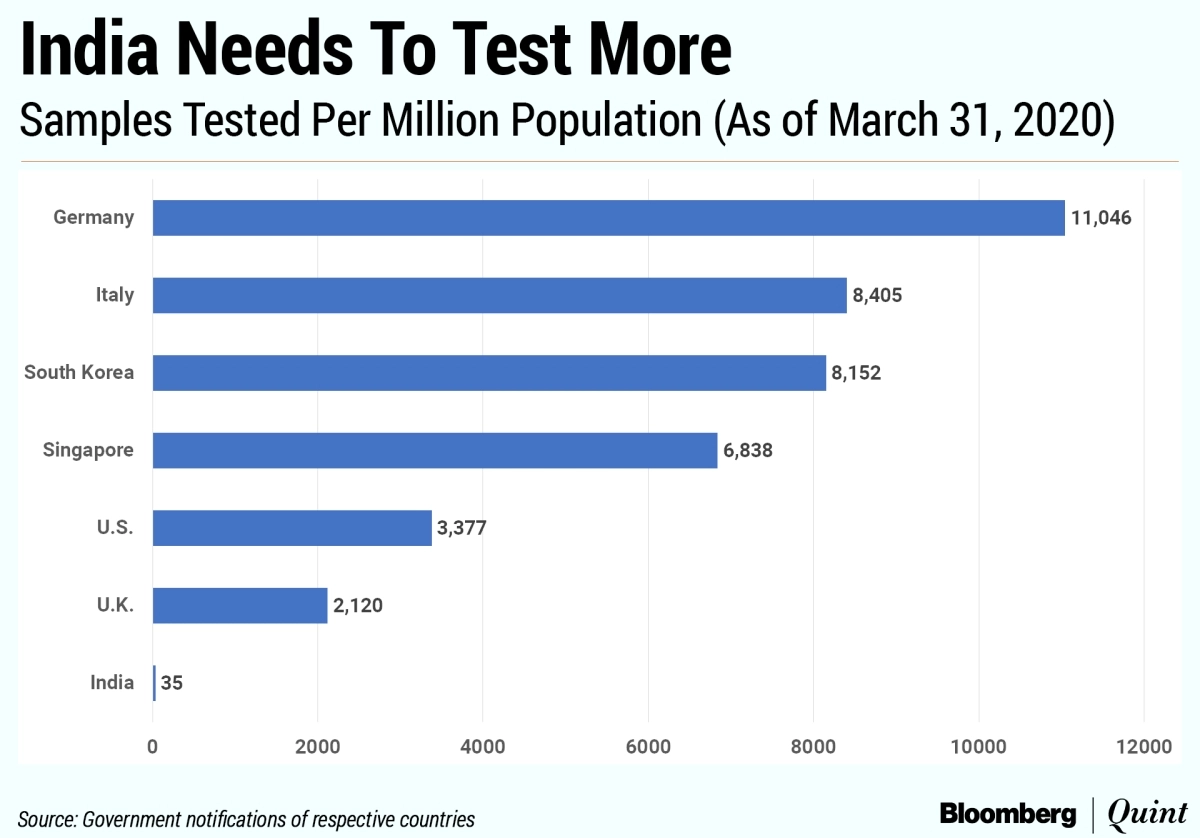 India Needs To Test More
Samples Tested Per Million Population (As of March 31, 2020)
Germany 11,046
Italy 8,405
South Korea 8,152
Singapore 6,838
U.S. 3,377
U.K. 2,120
India 35
0 2000 4000 6000 8000 10000 12000
Source: Government notifications of respective countries
Bloomberg | Quint